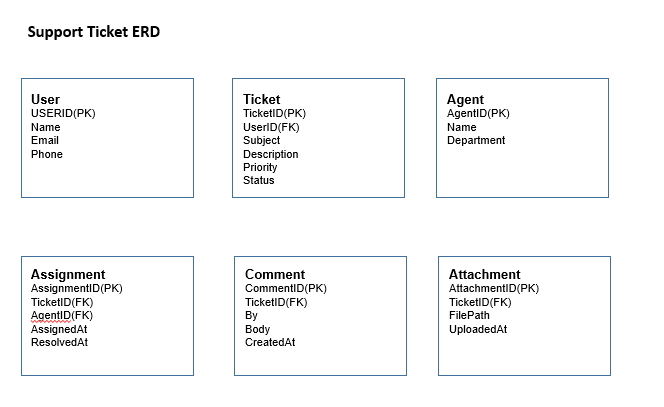 Support Ticket ERD
User
USERID(PK)
Name
Email
Phone
Ticket
TicketID(PK)
UserID(FK)
Subject
Description
Priority
Status
Agent
AgentID(PK)
Name
Department
Assignment
AssignmentID(PK)
TicketID(FK)
AgentID(FK)
AssignedAt
ResolvedAt
Comment
CommentID(PK)
TicketID(FK)
By
Body
CreatedAt
Attachment
AttachmentID(PK)
TicketID(FK)
FilePath
UploadedAt